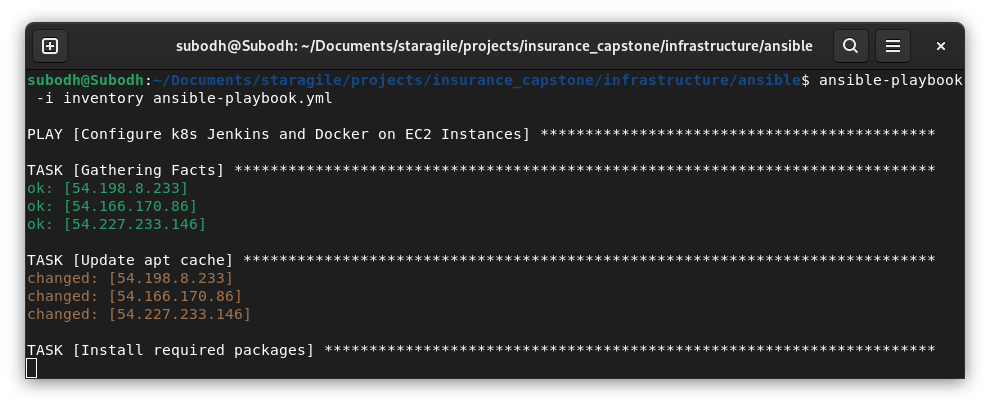 subodh@Subodh: ~/Documents/staragile/projects/insurance_capstone/infrastructure/ansible
subodh@Subodh:~/Documents/staragile/projects/insurance_capstone/infrastructure/ansible$ ansible-playbook
 -i inventory ansible-playbook.yml
PLAY [Configure k8s Jenkins and Docker on EC2 Instances] ********************************************
TASK [Gathering Facts] ******************************************************************************
ok: [54.198.8.233]
ok: [54.166.170.86]
ok: [54.227.233.146]
TASK [Update apt cache] *****************************************************************************
changed: [54.198.8.233]
changed: [54.166.170.86]
changed: [54.227.233.146]
TASK [Install required packages] ********************************************************************